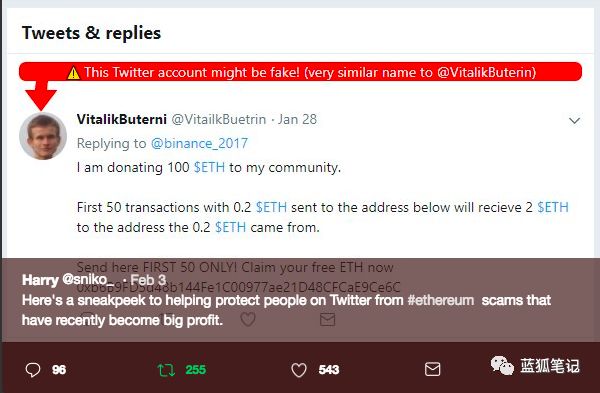 Tweets & replies
⚠ This Twitter account might be fake! (very similar name to @VitalikButerin)
VitalikButerni @VitailkBuetrin · Jan 28
Replying to @binance_2017
I am donating 100 $ETH to my community.
First 50 transactions with 0.2 $ETH sent to the address below will recieve 2 $ETH
to the address the 0.2 $ETH came from.
Send here FIRST 50 ONLY! Claim your free ETH now
Harry @sniko_ · Feb 3
Here's a sneakpeek to helping protect people on Twitter from #ethereum scams that
have recently become big profit.
96 255 543
蓝狐笔记